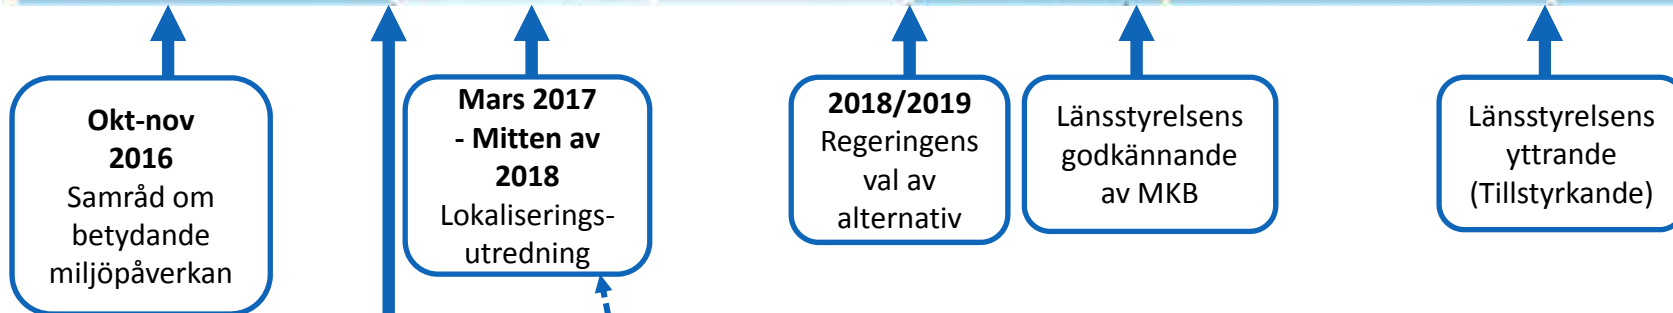 Okt-nov
2016
Samråd om
betydande
miljöpåverkan
Mars 2017
- Mitten av
2018
Lokaliserings-
utredning
2018/2019
Regeringens
val av
alternativ
Länsstyrelsens
godkännande
av MKB
Länsstyrelsens
yttrande
(Tillstyrkande)